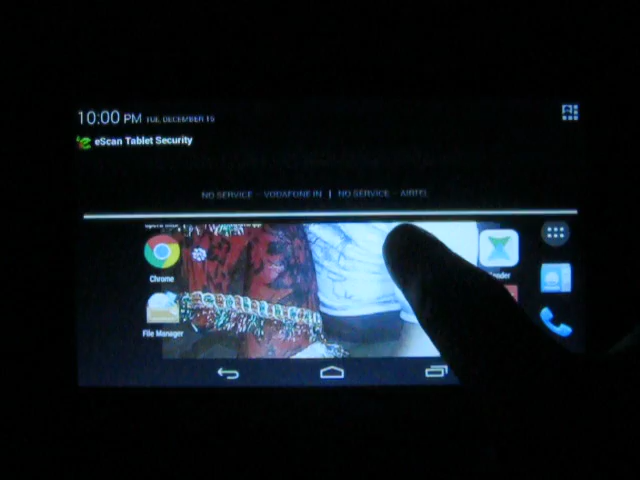 10:00 PM TUE, DECEMBER 15
eScan Tablet Security
NO SERVICE - VODAFONE IN | NO SERVICE - AIRTEL
Chrome
File Manager